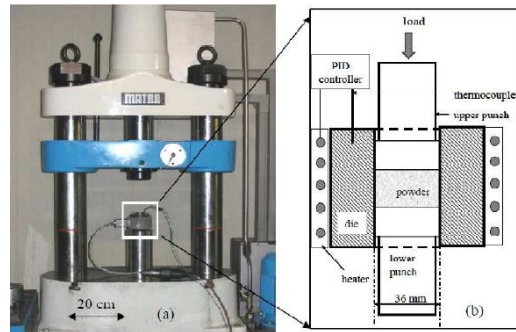 MATRA
20 cm
(a)
load
PID
controller
thermocouple
upper punch
powder
die
lower
punch
heater
36 mm
(b)